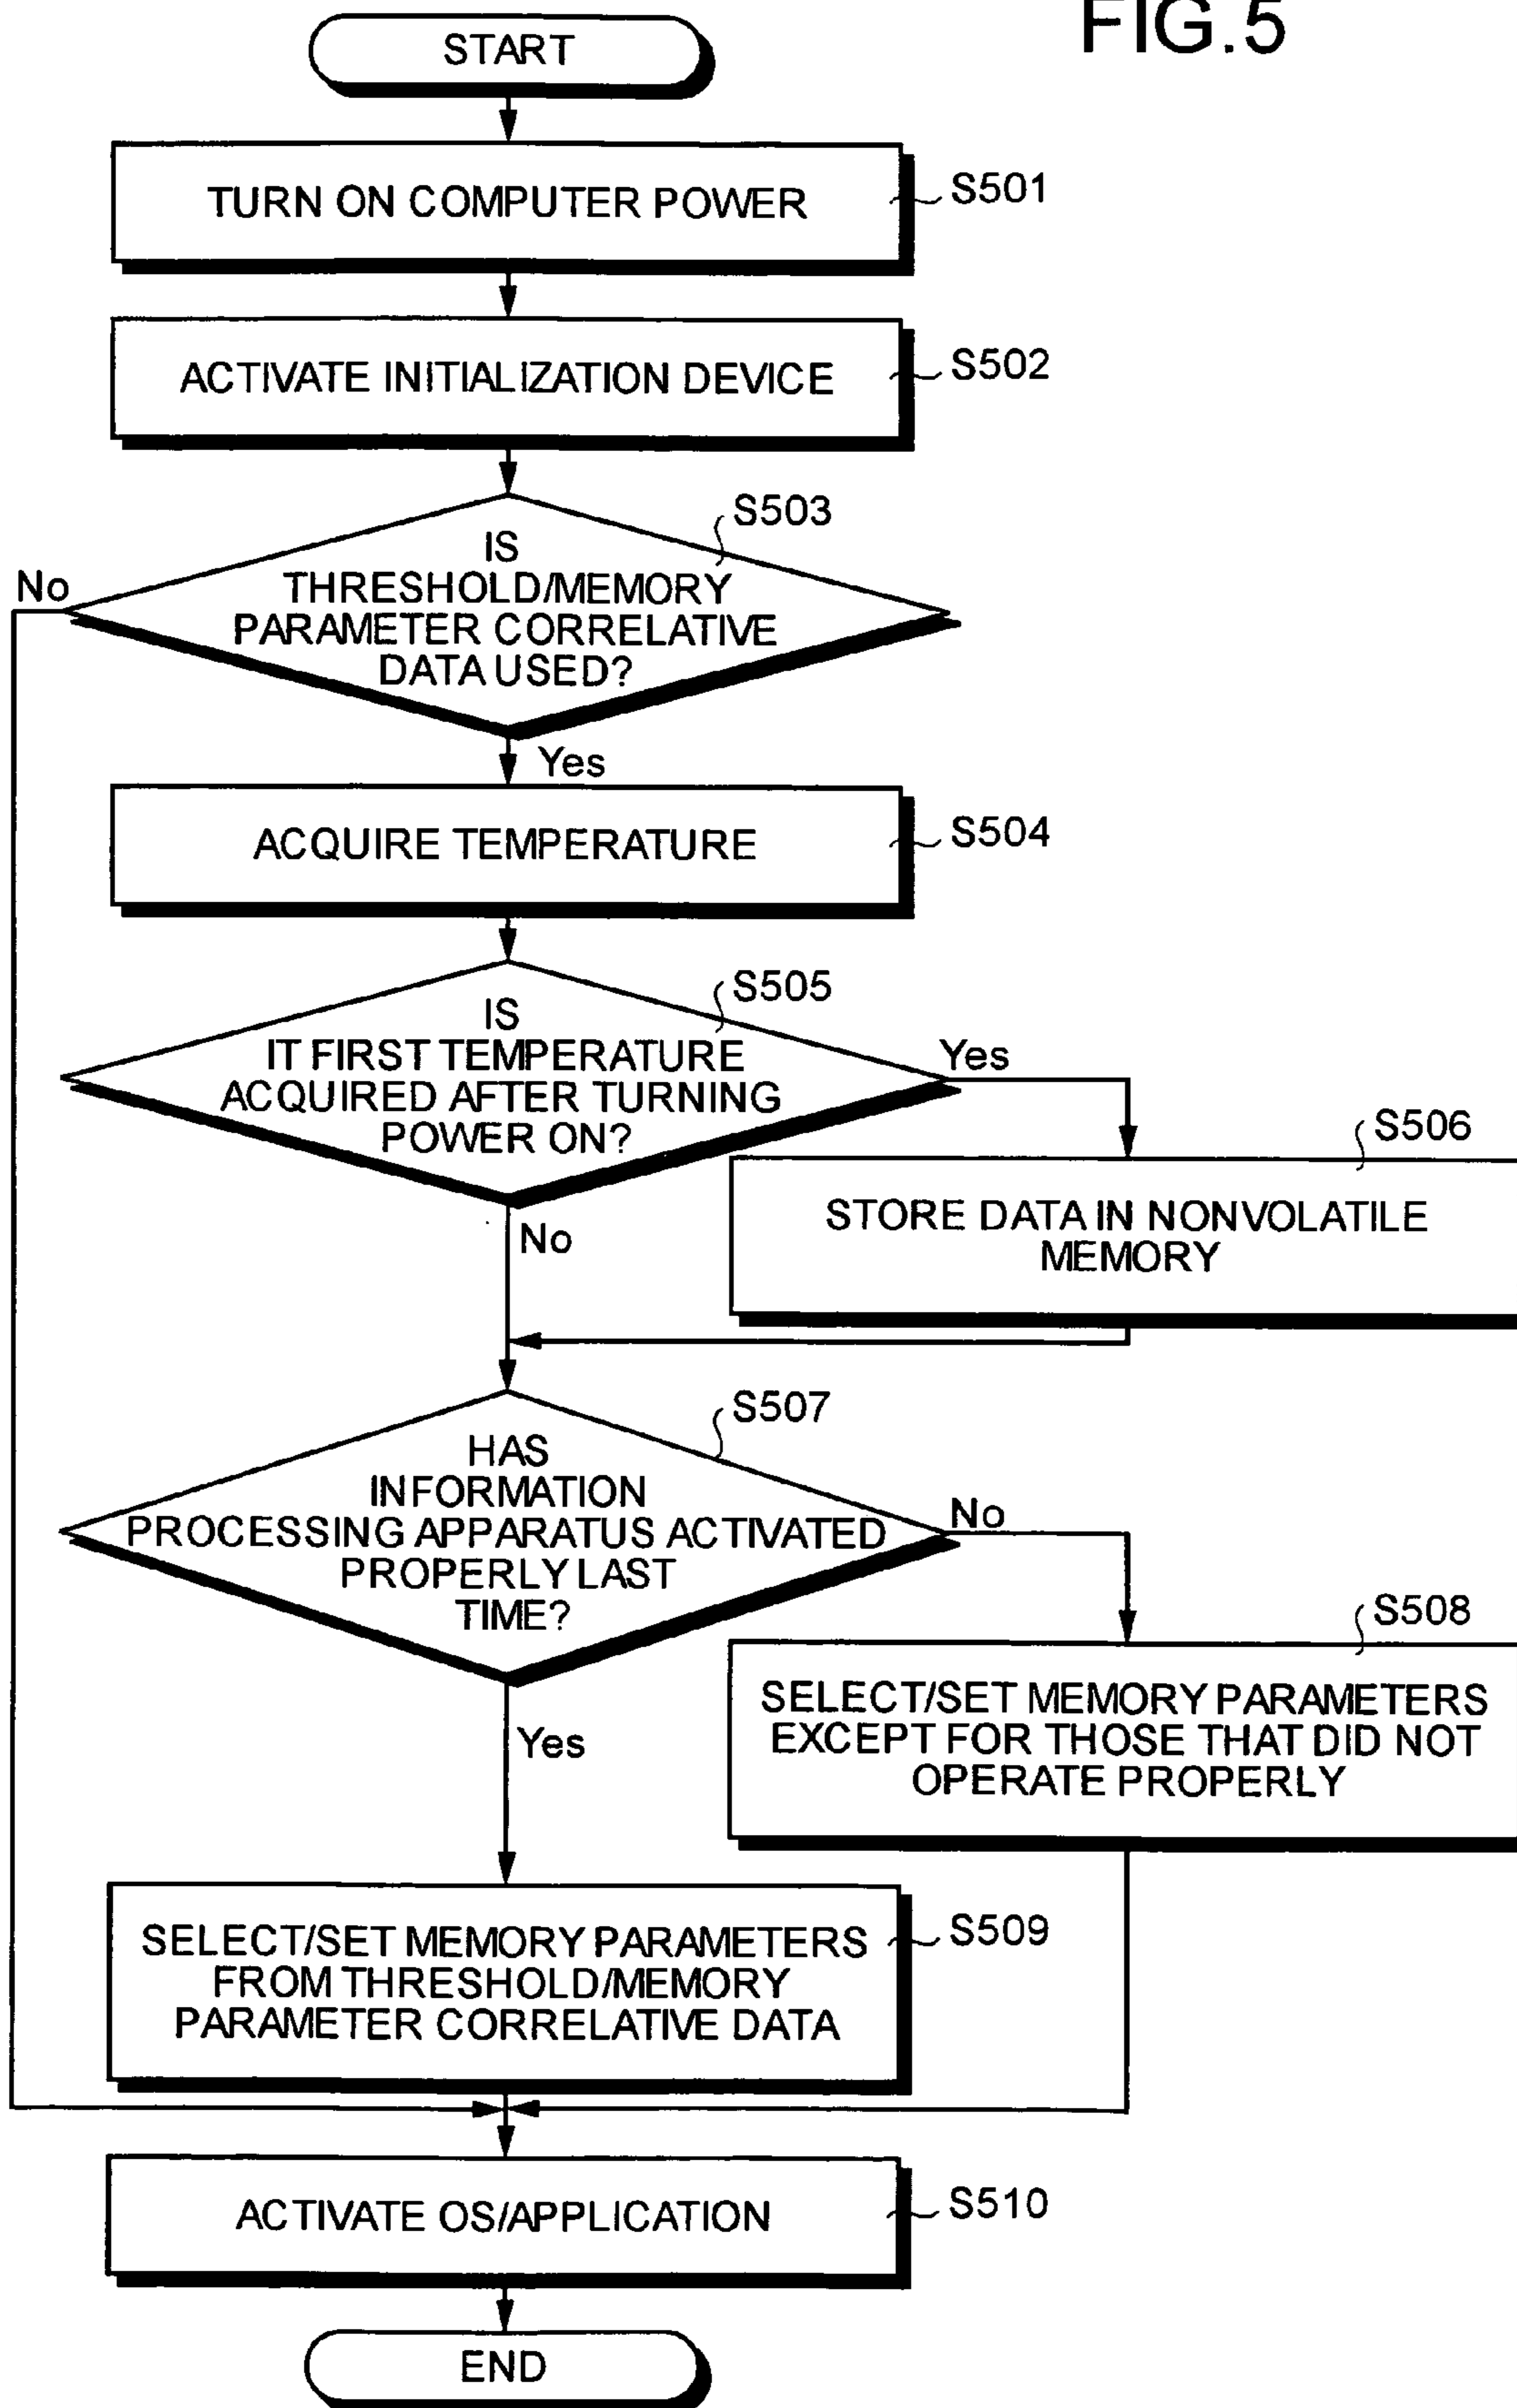 FIG.5
START
TURN ON COMPUTER POWER
S501
ACTIVATE INITIALIZATION DEVICE
S502
S503
IS
THRESHOLD/MEMORY
PARAMETER CORRELATIVE
DATA USED?
No
Yes
ACQUIRE TEMPERATURE
S504
S505
IS
IT FIRST TEMPERATURE
ACQUIRED AFTER TURNING
POWER ON?
Yes
No
S506
STORE DATA IN NONVOLATILE
MEMORY
S507
HAS
INFORMATION
PROCESSING APPARATUS ACTIVATED
PROPERLY LAST
TIME?
No
Yes
S508
SELECT/SET MEMORY PARAMETERS
EXCEPT FOR THOSE THAT DID NOT
OPERATE PROPERLY
SELECT/SET MEMORY PARAMETERS
FROM THRESHOLD/MEMORY
PARAMETER CORRELATIVE DATA
S509
ACTIVATE OS/APPLICATION
S510
END